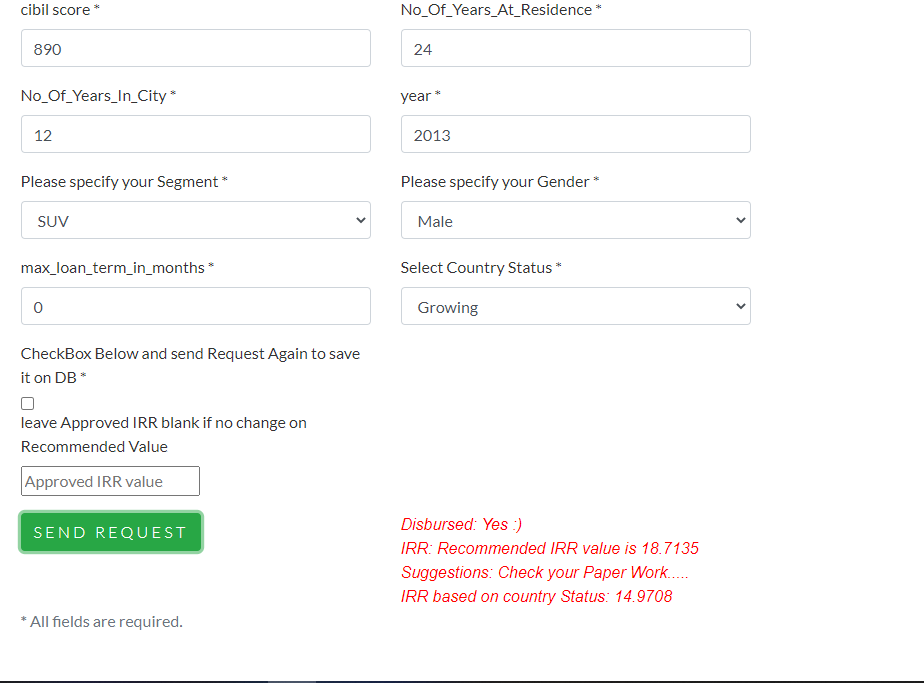 cibil score *
No_Of_Years_At_Residence *
890
24
No_Of_Years_In_City *
year *
12
2013
Please specify your Segment *
Please specify your Gender *
SUV
Male
max_loan_term_in_months *
Select Country Status *
0
Growing
CheckBox Below and send Request Again to save
it on DB *
leave Approved IRR blank if no change on
Recommended Value
Approved IRR value
SEND REQUEST
Disbursed: Yes :)
IRR: Recommended IRR value is 18.7135
Suggestions: Check your Paper Work.....
IRR based on country Status: 14.9708
* All fields are required.